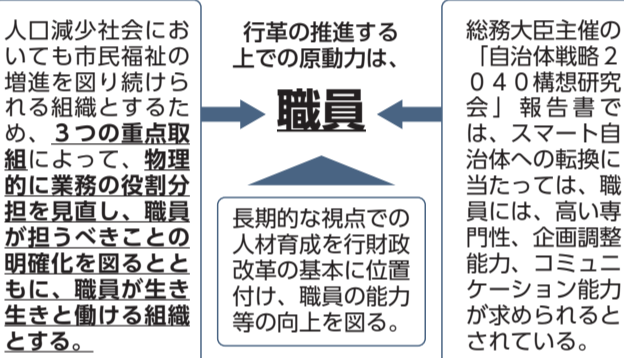 人口減少社会にお
いても市民福祉の
増進を図り続けら
れる組織とするた
め、３つの重点取
組によって、物理
的に業務の役割分
担を見直し、職員
が担うべきことの
明確化を図るとと
もに、職員が生き
生きと働ける組織
とする。
行革の推進する
上での原動力は、
職員
長期的な視点での
人材育成を行財政
改革の基本に位置
付け、職員の能力
等の向上を図る。
総務大臣主催の
「自治体戦略２
０４０構想研究
会」報告書で
は、スマート自
治体への転換に
当たっては、職
員には、高い専
門性、企画調整
能力、コミュニ
ケーション能力
が求められると
されている。